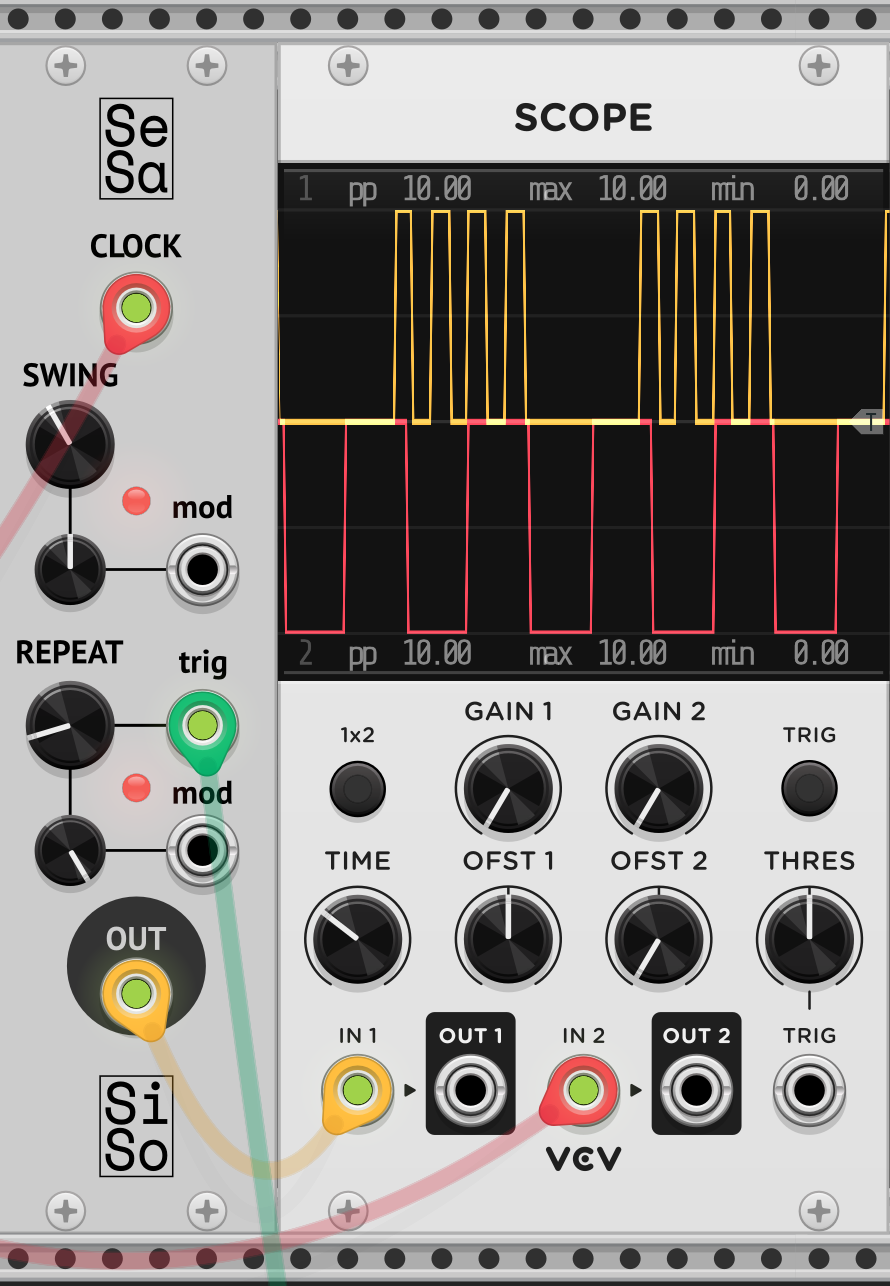 Se
Sa
CLOCK
SWING
mod
REPEAT
trig
mod
OUT
Si
So
SCOPE
1 pp 10.00 max 10.00 min 0.00
T
2 pp 10.00 max 10.00 min 0.00
GAIN 1 GAIN 2
1x2 TRIG
TIME OFST 1 OFST 2 THRES
IN 1 OUT 1 IN 2 OUT 2 TRIG
VCV